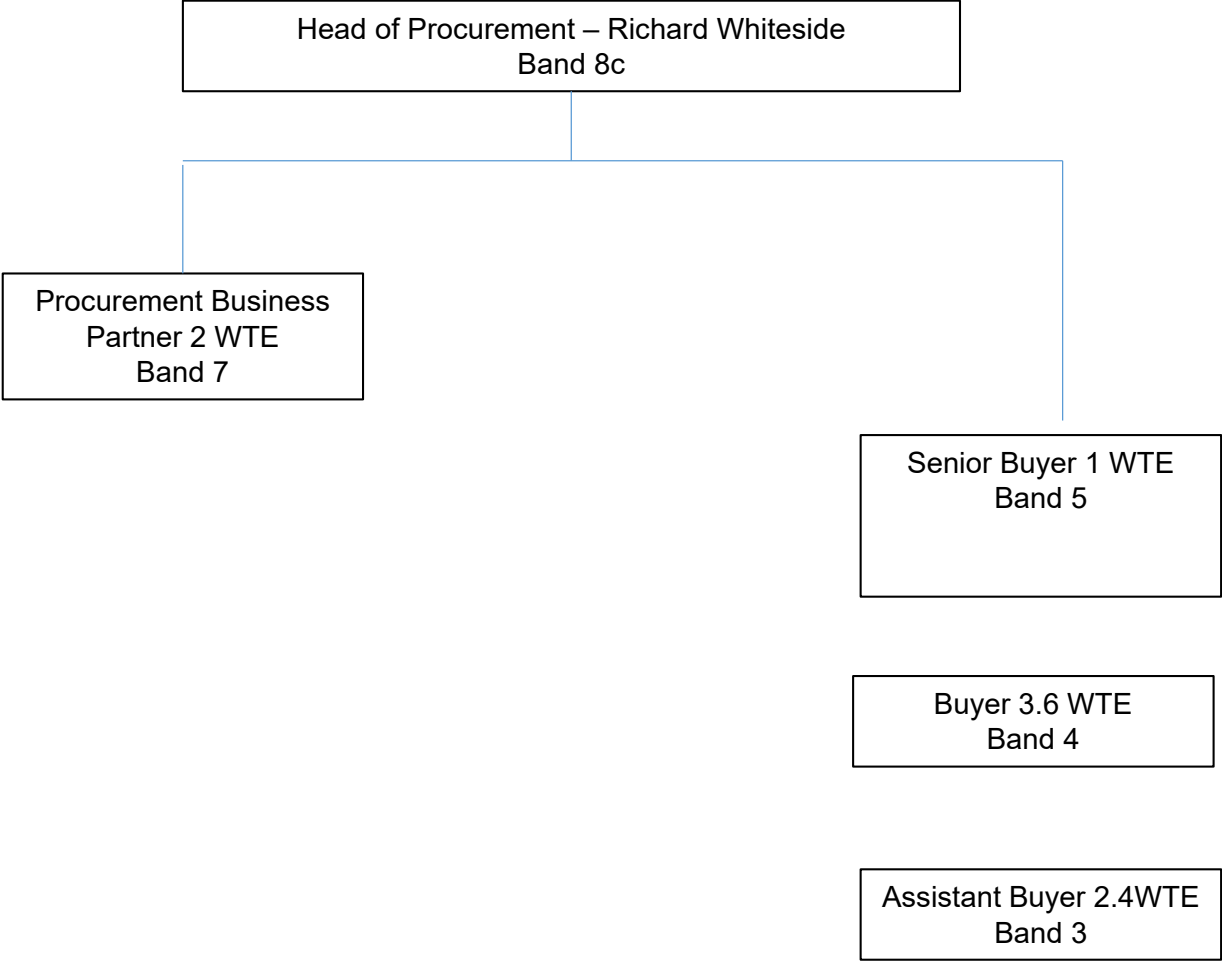 Head of Procurement – Richard Whiteside
Band 8c
Procurement Business
Partner 2 WTE
Band 7
Senior Buyer 1 WTE
Band 5
Buyer 3.6 WTE
Band 4
Assistant Buyer 2.4WTE
Band 3